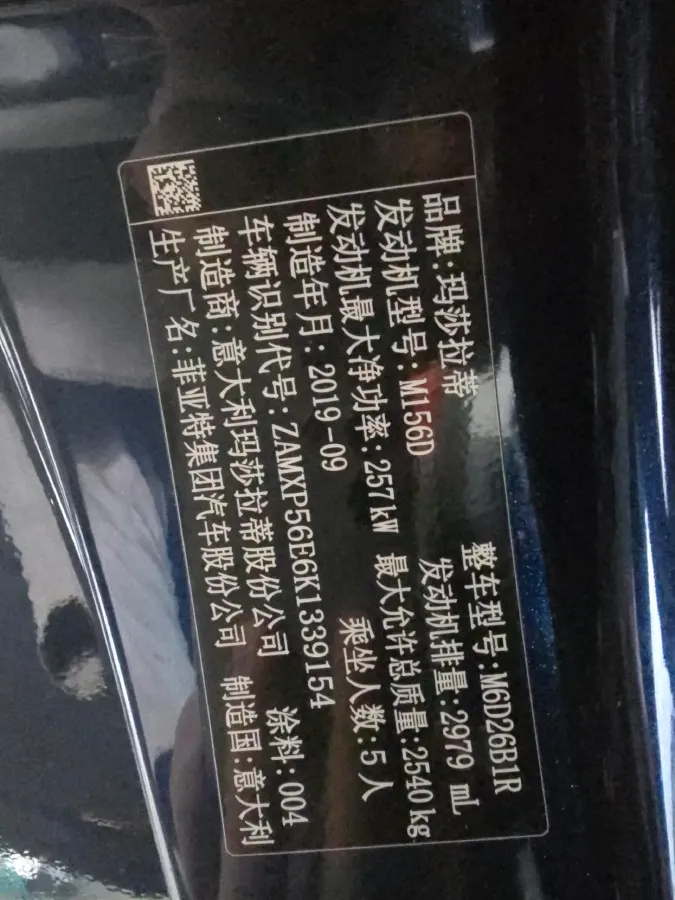 品牌:玛莎拉蒂 整车型号:M6D26B1R
发动机型号:M156D 发动机排量:2979 mL
发动机最大净功率:257kW 最大允许总质量:2540kg
制造年月:2019-09 乘坐人数:5人
车辆识别代号:ZAMXP56E6K1339154
制造商:意大利玛莎拉蒂股份公司 涂料:004
生产厂名:菲亚特集团汽车股份公司 制造国:意大利